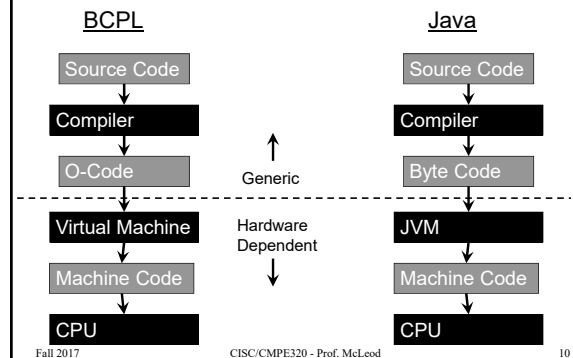 BCPL
Java
Source Code
Source Code
Compiler
Compiler
O-Code
Generic
Byte Code
Virtual Machine
Hardware
Dependent
JVM
Machine Code
Machine Code
CPU
CPU
Fall 2017
CISC/CMPE320 - Prof. McLeod
10